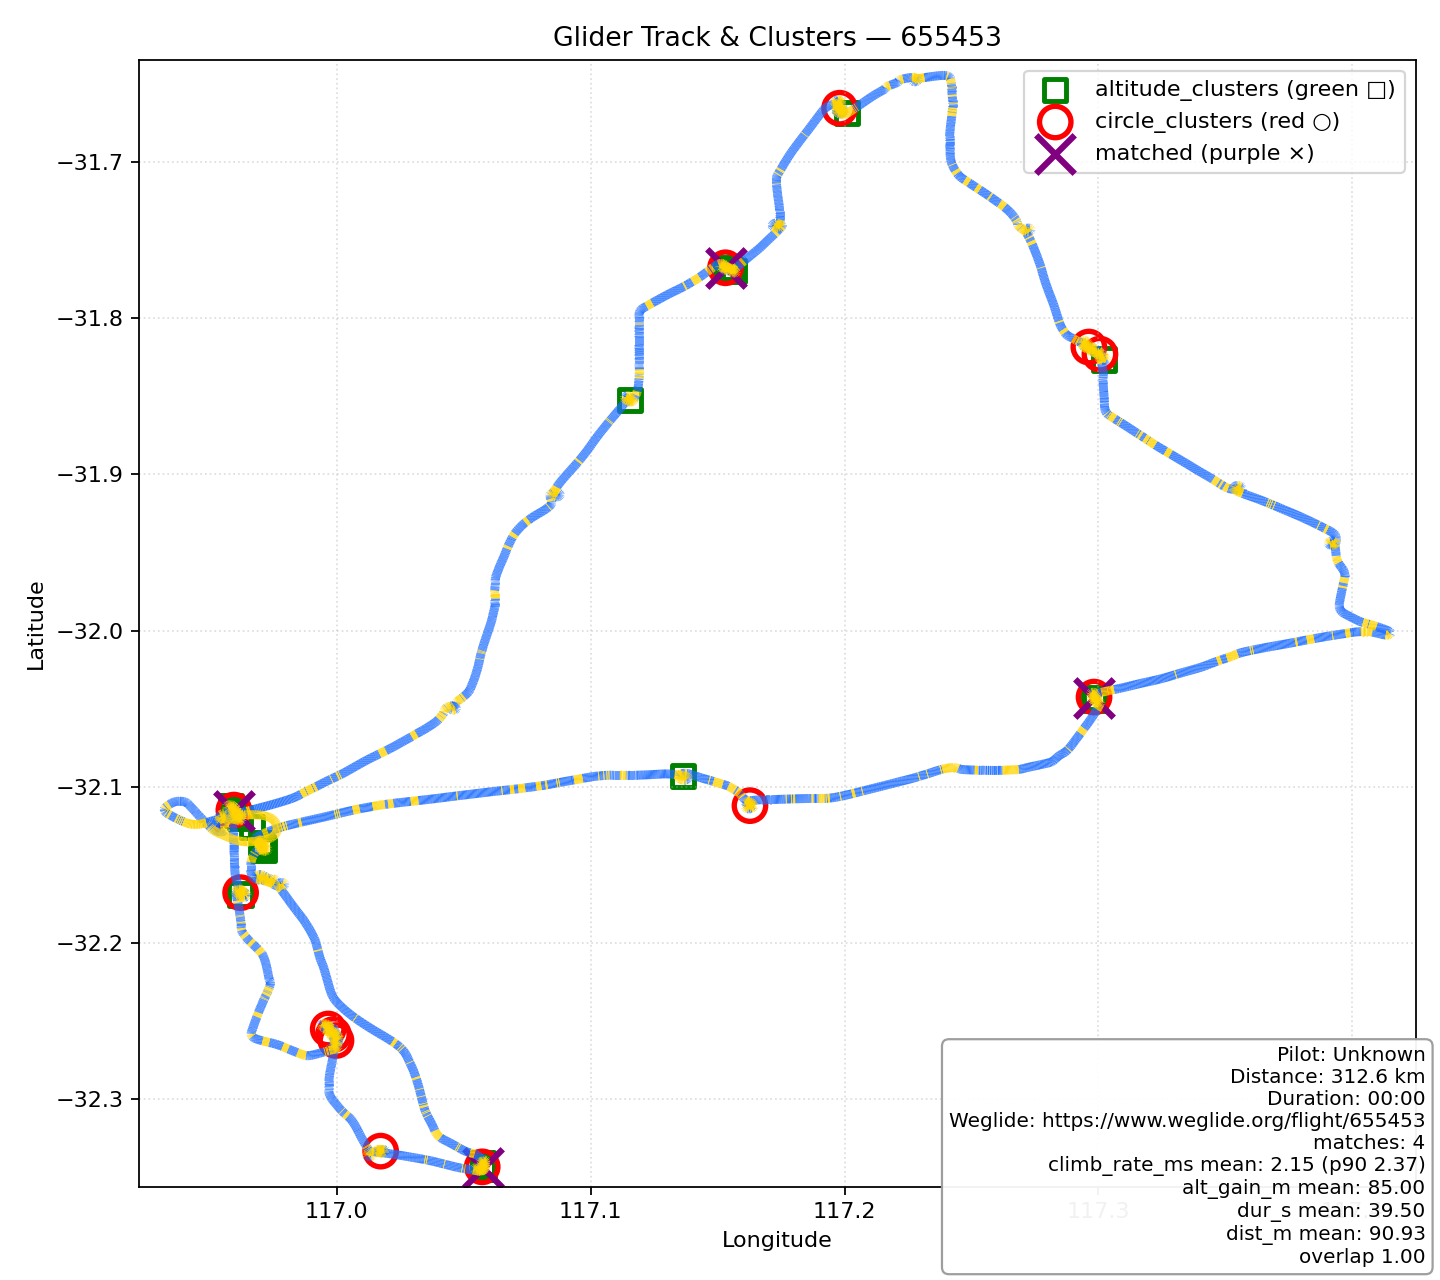 Glider Track & Clusters — 655453
altitude_clusters (green □)
circle_clusters (red ○)
matched (purple ×)
−31.7
−31.8
−31.9
−32.0
−32.1
−32.2
−32.3
Latitude
117.0
117.1
117.2
117.3
Longitude
Pilot: Unknown
Distance: 312.6 km
Duration: 00:00
Weglide: https://www.weglide.org/flight/655453
matches: 4
climb_rate_ms mean: 2.15 (p90 2.37)
alt_gain_m mean: 85.00
dur_s mean: 39.50
dist_m mean: 90.93
overlap 1.00